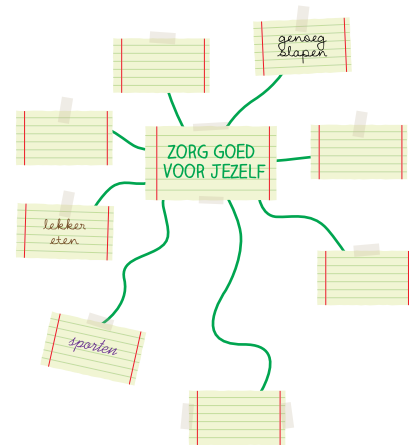 genoeg
slapen
ZORG GOED
VOOR JEZELF
lekker
eten
sporten